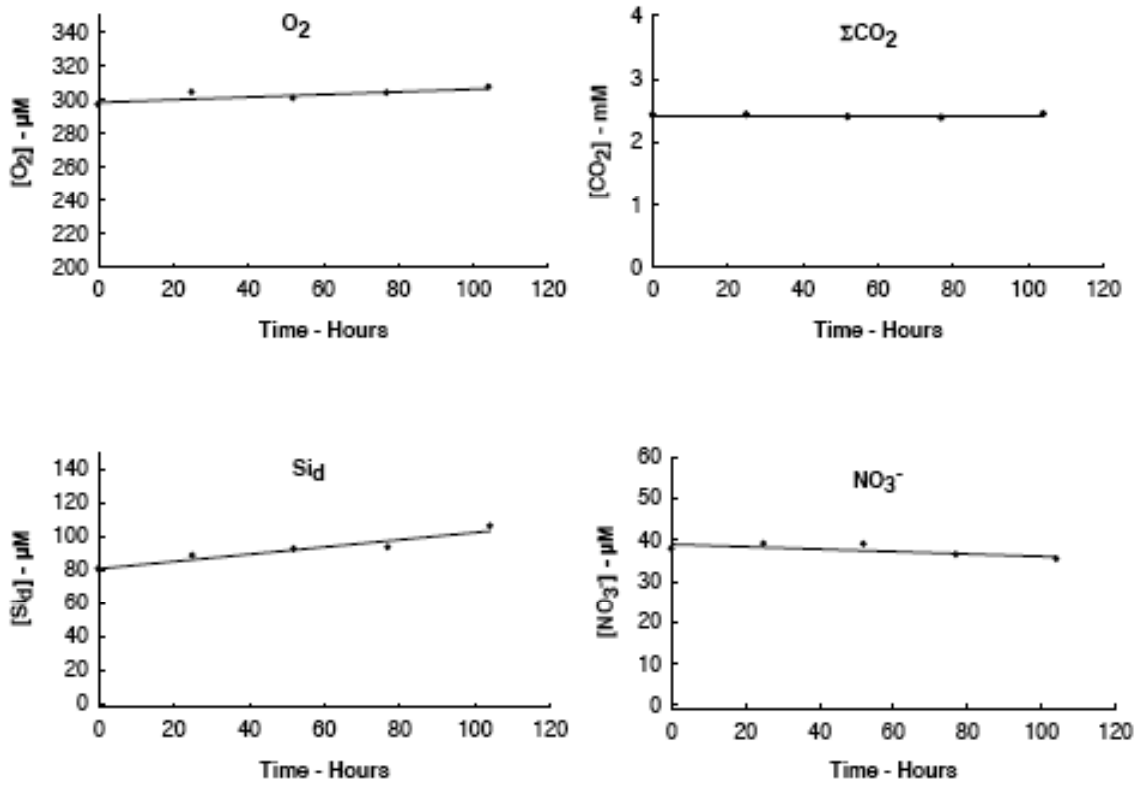 O2
[O2] - µM
340
320
300
280
260
240
220
200
0 20 40 60 80 100 120
Time - Hours
ΣCO2
[CO2] - mM
4
3
2
1
0
0 20 40 60 80 100 120
Time - Hours
Sid
[Sid] - µM
140
120
100
80
60
40
20
0
0 20 40 60 80 100 120
Time - Hours
NO3-
[NO3-] - µM
60
50
40
30
20
10
0
0 20 40 60 80 100 120
Time - Hours